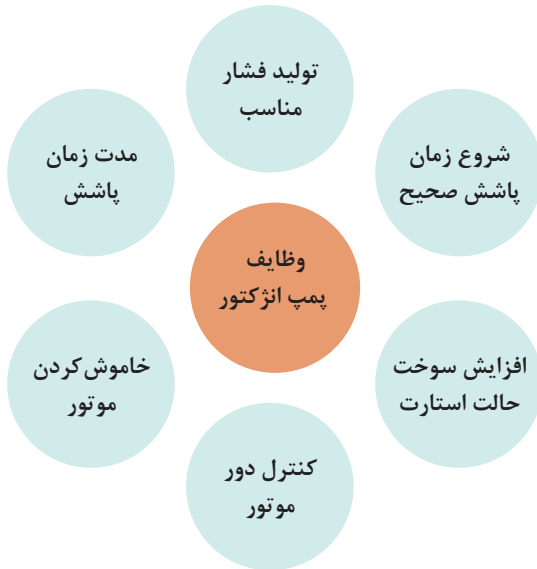 تولید فشار
مناسب
شروع زمان
پاشش صحیح
مدت زمان
پاشش
وظایف
پمپ انژکتور
افزایش سوخت
حالت استارت
خاموش کردن
موتور
کنترل دور
موتور